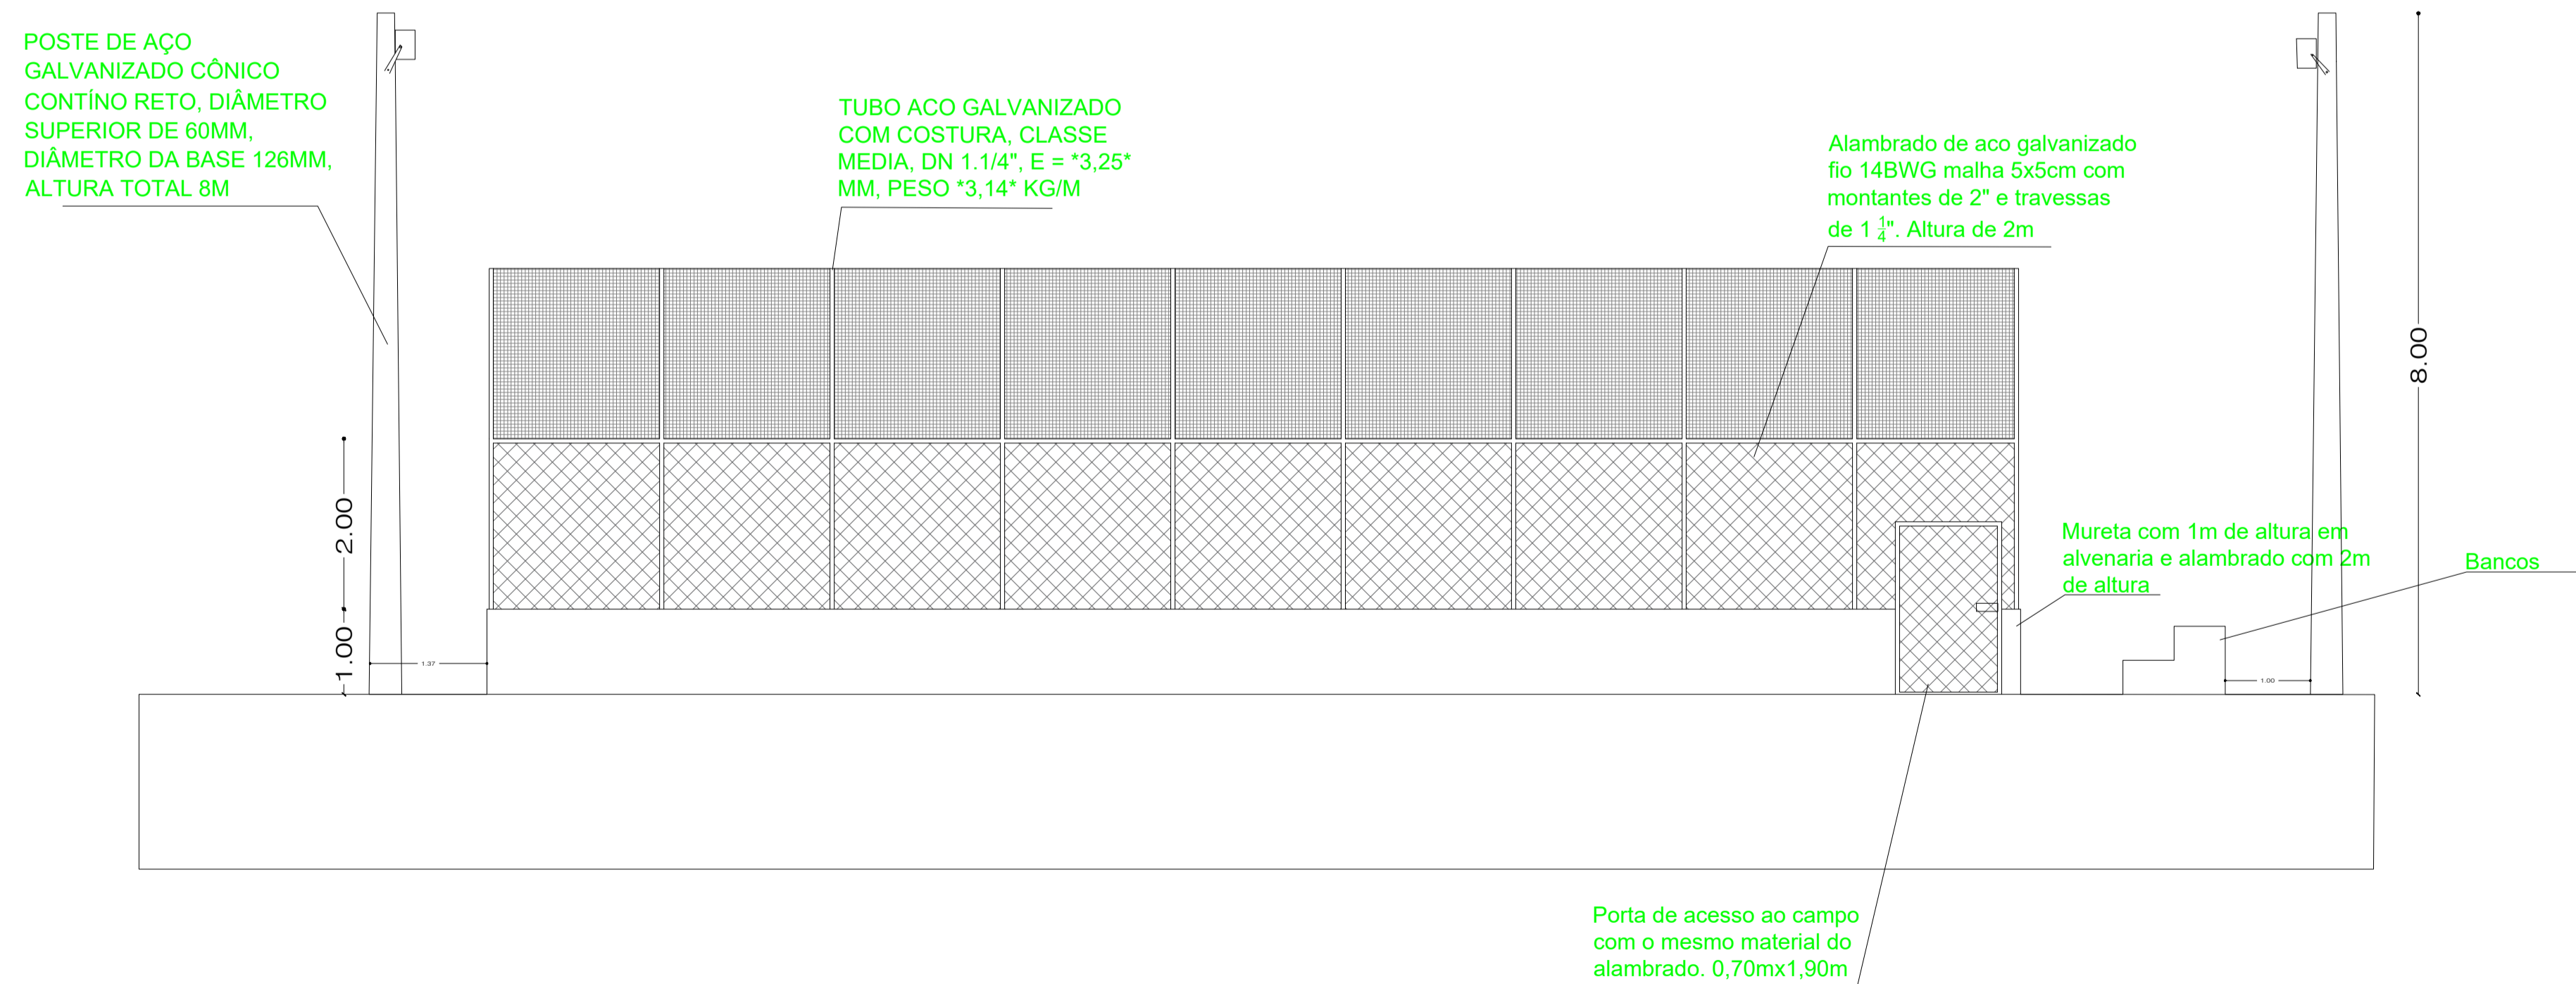 POSTE DE AÇO
GALVANIZADO CÔNICO
CONTÍNO RETO, DIÂMETRO
SUPERIOR DE 60MM,
DIÂMETRO DA BASE 126MM,
ALTURA TOTAL 8M
TUBO ACO GALVANIZADO
COM COSTURA, CLASSE
MEDIA, DN 1.1/4", E = *3,25*
MM, PESO *3,14* KG/M
Alambrado de aco galvanizado
fio 14BWG malha 5x5cm com
montantes de 2" e travessas
de 1 1/4". Altura de 2m
8.00
2.00
1.00
1.37
Mureta com 1m de altura em
alvenaria e alambrado com 2m
de altura
Bancos
1.00
Porta de acesso ao campo
com o mesmo material do
alambrado. 0,70mx1,90m